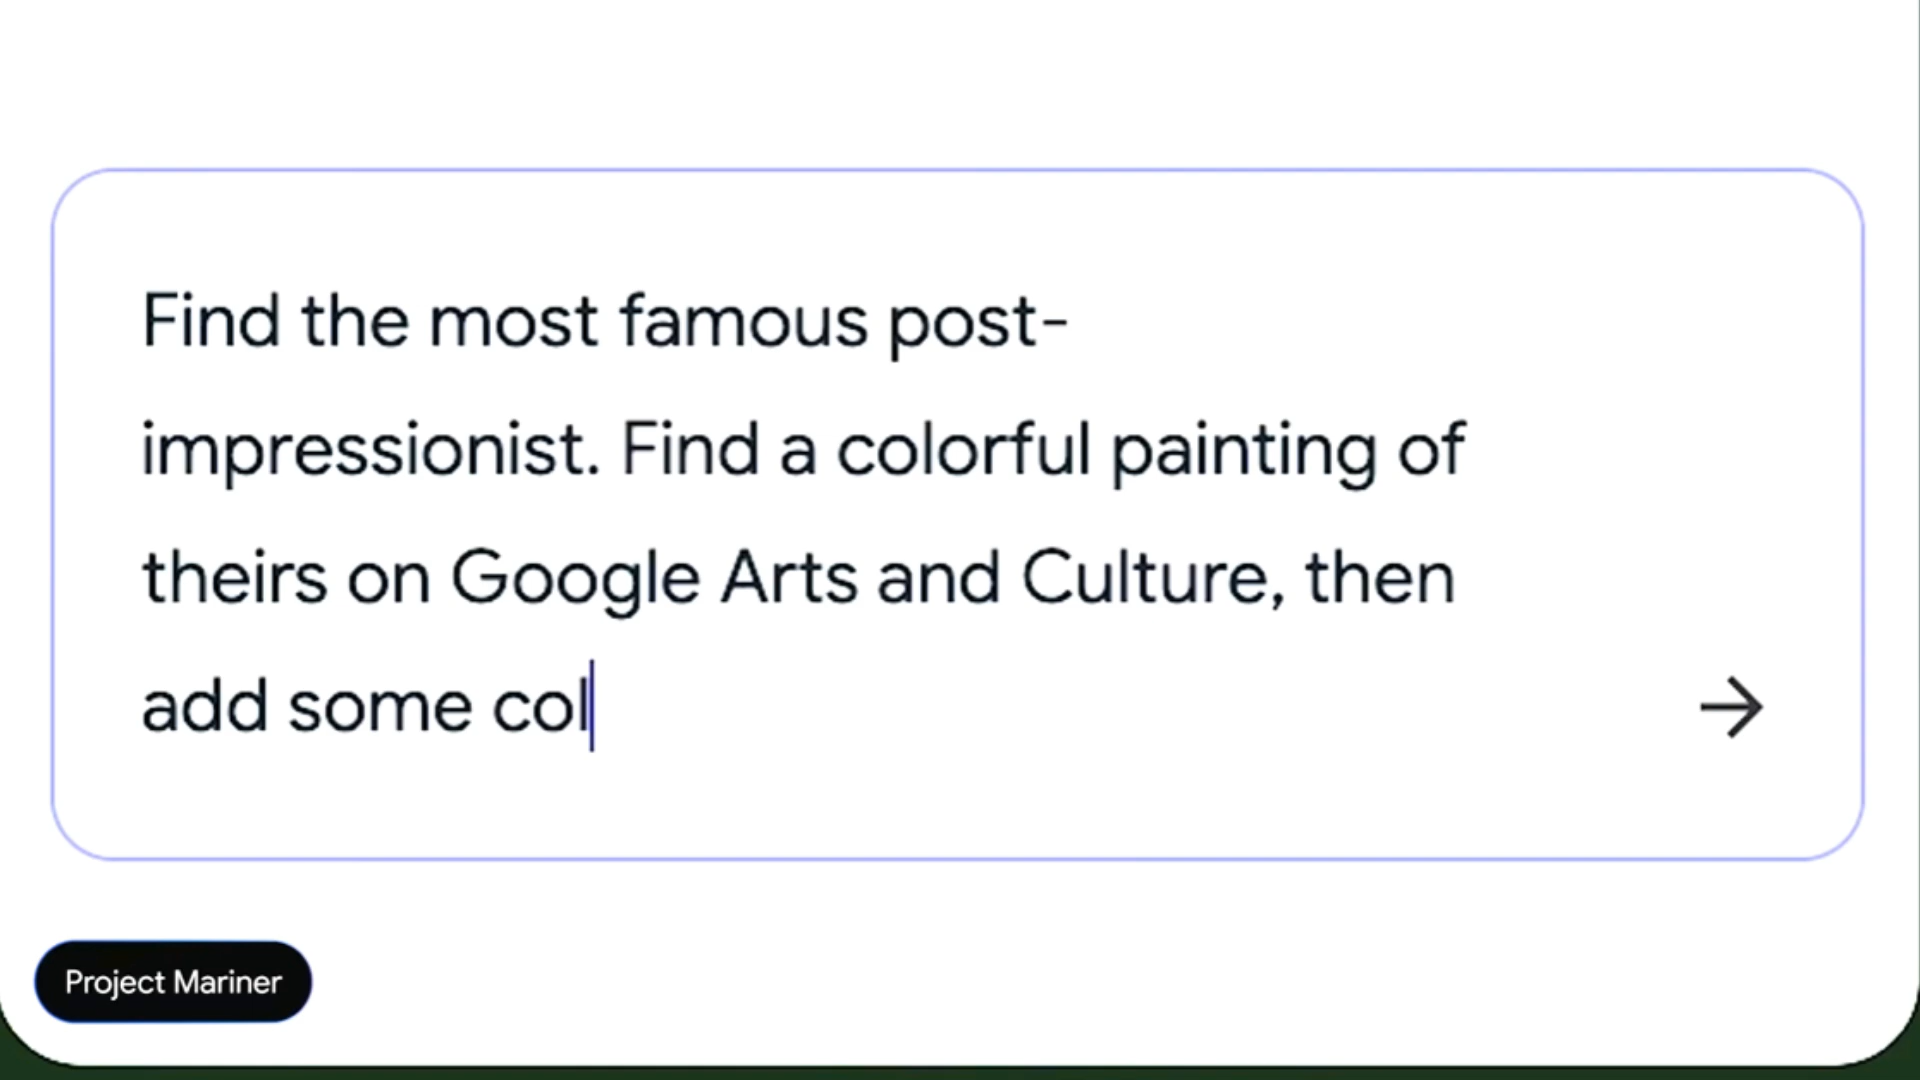 Find the most famous post-
impressionist. Find a colorful painting of
theirs on Google Arts and Culture, then
add some col
Project Mariner